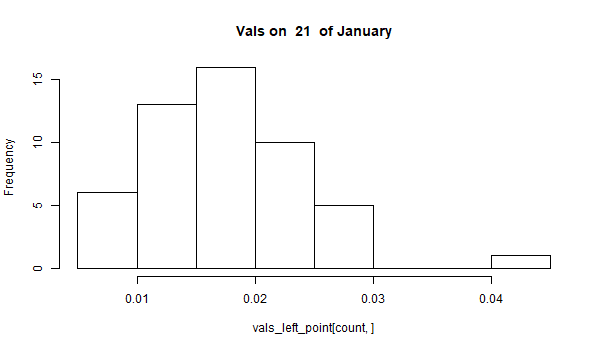 Vals on  21  of January
15
10
5
0
Frequency
0.01 0.02 0.03 0.04
vals_left_point[count, ]